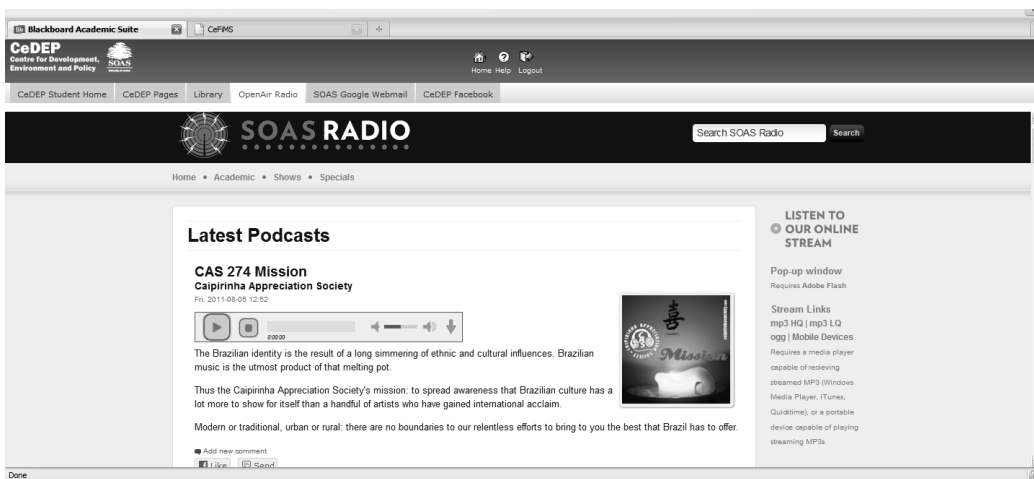 Blackboard Academic Suite
CeFiMS
CeDEP
Centre for Development,
Environment and Policy
SOAS
Home Help Logout
CeDEP Student Home
CeDEP Pages
Library
OpenAir Radio
SOAS Google Webmail
CeDEP Facebook
SOAS RADIO
Search SOAS Radio
Search
Home • Academic • Shows • Specials
Latest Podcasts
CAS 274 Mission
Caipirinha Appreciation Society
Fri, 2011-08-05 12:52
0:00:00
The Brazilian identity is the result of a long simmering of ethnic and cultural influences. Brazilian
music is the utmost product of that melting pot.
Thus the Caipirinha Appreciation Society's mission: to spread awareness that Brazilian culture has a
lot more to show for itself than a handful of artists who have gained international acclaim.
Modern or traditional, urban or rural: there are no boundaries to our relentless efforts to bring to you the best that Brazil has to offer.
Add new comment
Like
Send
喜
Mission
LISTEN TO
OUR ONLINE
STREAM
Pop-up window
Requires Adobe Flash
Stream Links
mp3 HQ | mp3 LQ
ogg | Mobile Devices
Requires a media player
capable of recieving
streamed MP3 (Windows
Media Player, iTunes,
Quicktime), or a portable
device capable of playing
streaming MP3s
Done